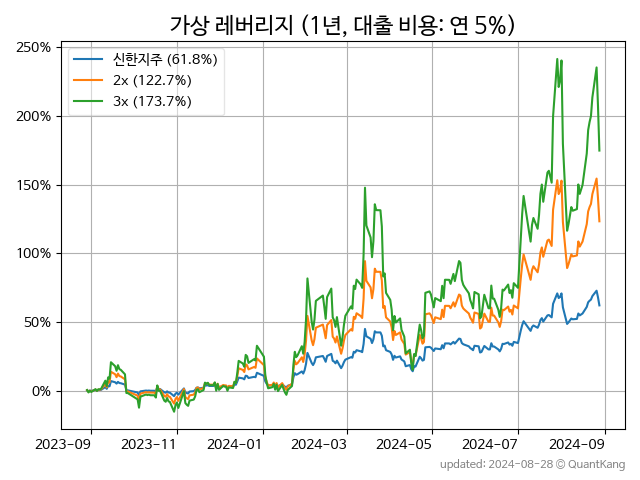 가상 레버리지 (1년, 대출 비용: 연 5%)
신한지주 (61.8%)
2x (122.7%)
3x (173.7%)
250%
200%
150%
100%
50%
0%
2023-09 2023-11 2024-01 2024-03 2024-05 2024-07 2024-09
updated: 2024-08-28 © QuantKang